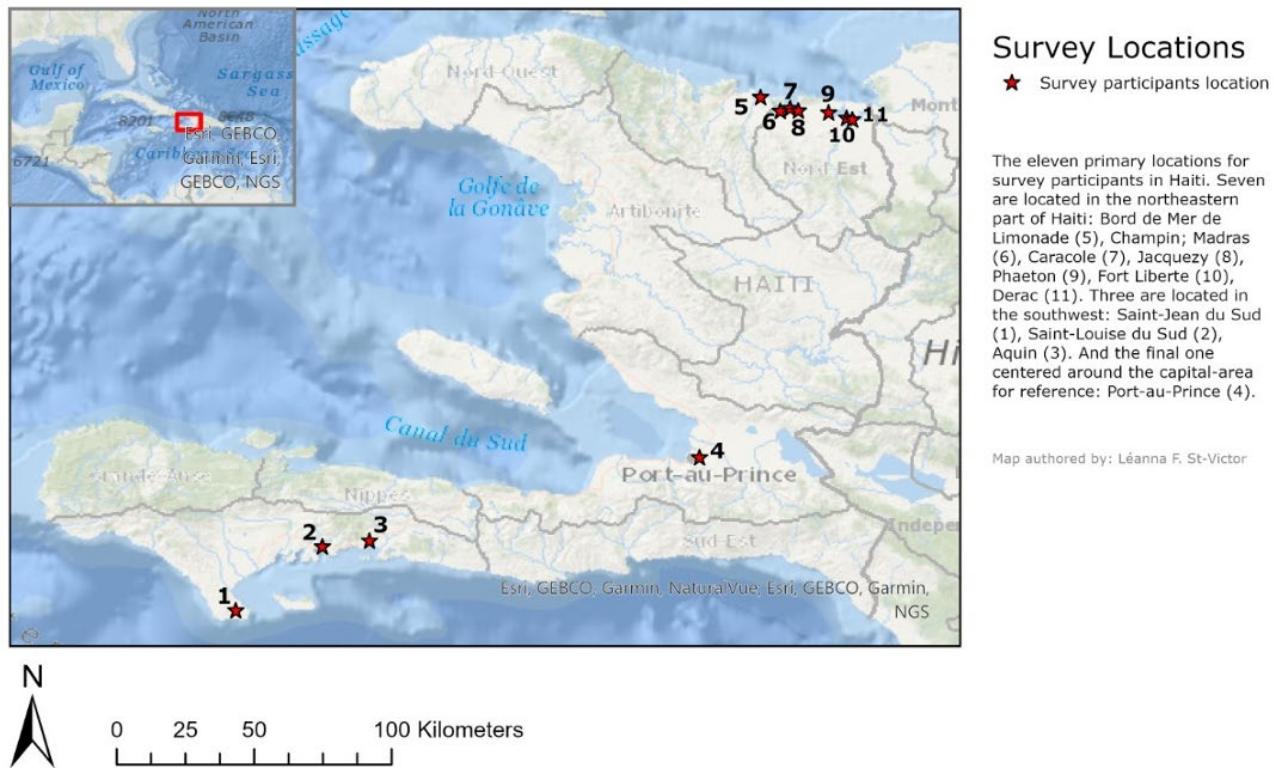 North
American
Basin
Gulf of
Mexico
Sargass
Sea
8201
Esri, GEBCO,
Garmin, Esri,
GEBCO, NGS
Caribbean Sea
6721
Nord-Ouest
5
6
7
8
9
10
11
Mont
Nord-Est
Golfe de
la Gonâve
Artibonite
HAITI
Hi
Canal du Sud
4
Port-au-Prince
Grande-Anse
Nippes
2
3
Sud-Est
Indepen
1
Esri, GEBCO, Garmin, NaturalVue; Esri, GEBCO, Garmin,
NGS
Survey Locations
Survey participants location
The eleven primary locations for
survey participants in Haiti. Seven
are located in the northeastern
part of Haiti: Bord de Mer de
Limonade (5), Champin; Madras
(6), Caracole (7), Jacquezy (8),
Phaeton (9), Fort Liberte (10),
Derac (11). Three are located in
the southwest: Saint-Jean du Sud
(1), Saint-Louise du Sud (2),
Aquin (3). And the final one
centered around the capital-area
for reference: Port-au-Prince (4).
Map authored by: Léanna F. St-Victor
N
0 25 50 100 Kilometers